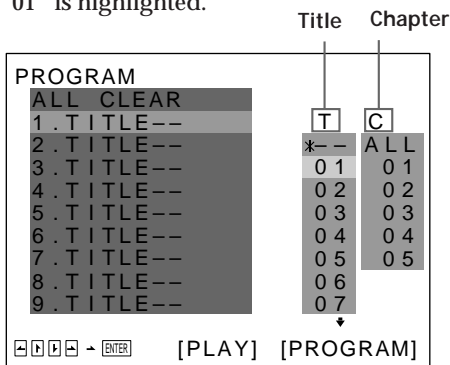 01" is highlighted.
Title Chapter
PROGRAM
ALL CLEAR
1.TITLE–– T C
2.TITLE–– *–– ALL
3.TITLE–– 01 01
4.TITLE–– 02 02
5.TITLE–– 03 03
6.TITLE–– 04 04
7.TITLE–– 05 05
8.TITLE–– 06
9.TITLE–– 07
ENTER [PLAY] [PROGRAM]